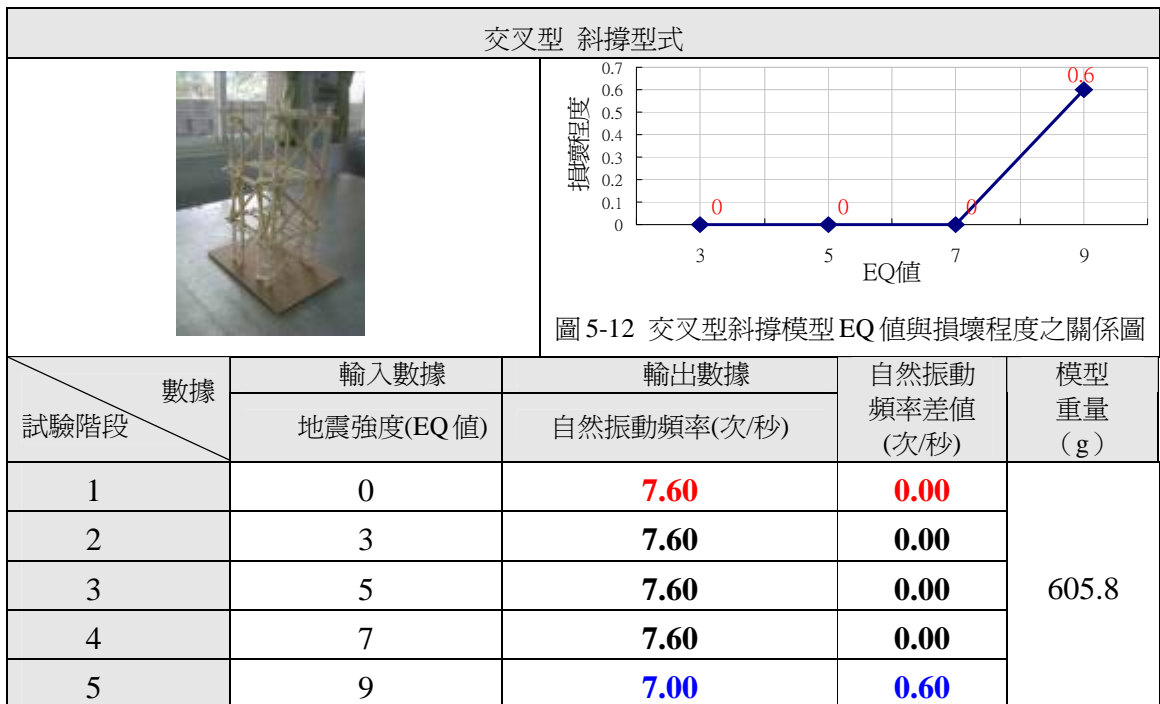 交叉型 斜撐型式
0.7
0.6
0.5
0.4
0.3
0.2
0.1
0
損壞程度
0
0
0
0.6
3
5
7
9
EQ值
圖 5-12 交叉型斜撐模型 EQ 值與損壞程度之關係圖
數據
試驗階段
輸入數據
地震強度(EQ 值)
輸出數據
自然振動頻率(次/秒)
自然振動
頻率差值
(次/秒)
模型
重量
（g）
1 0 7.60 0.00
2 3 7.60 0.00
3 5 7.60 0.00 605.8
4 7 7.60 0.00
5 9 7.00 0.60